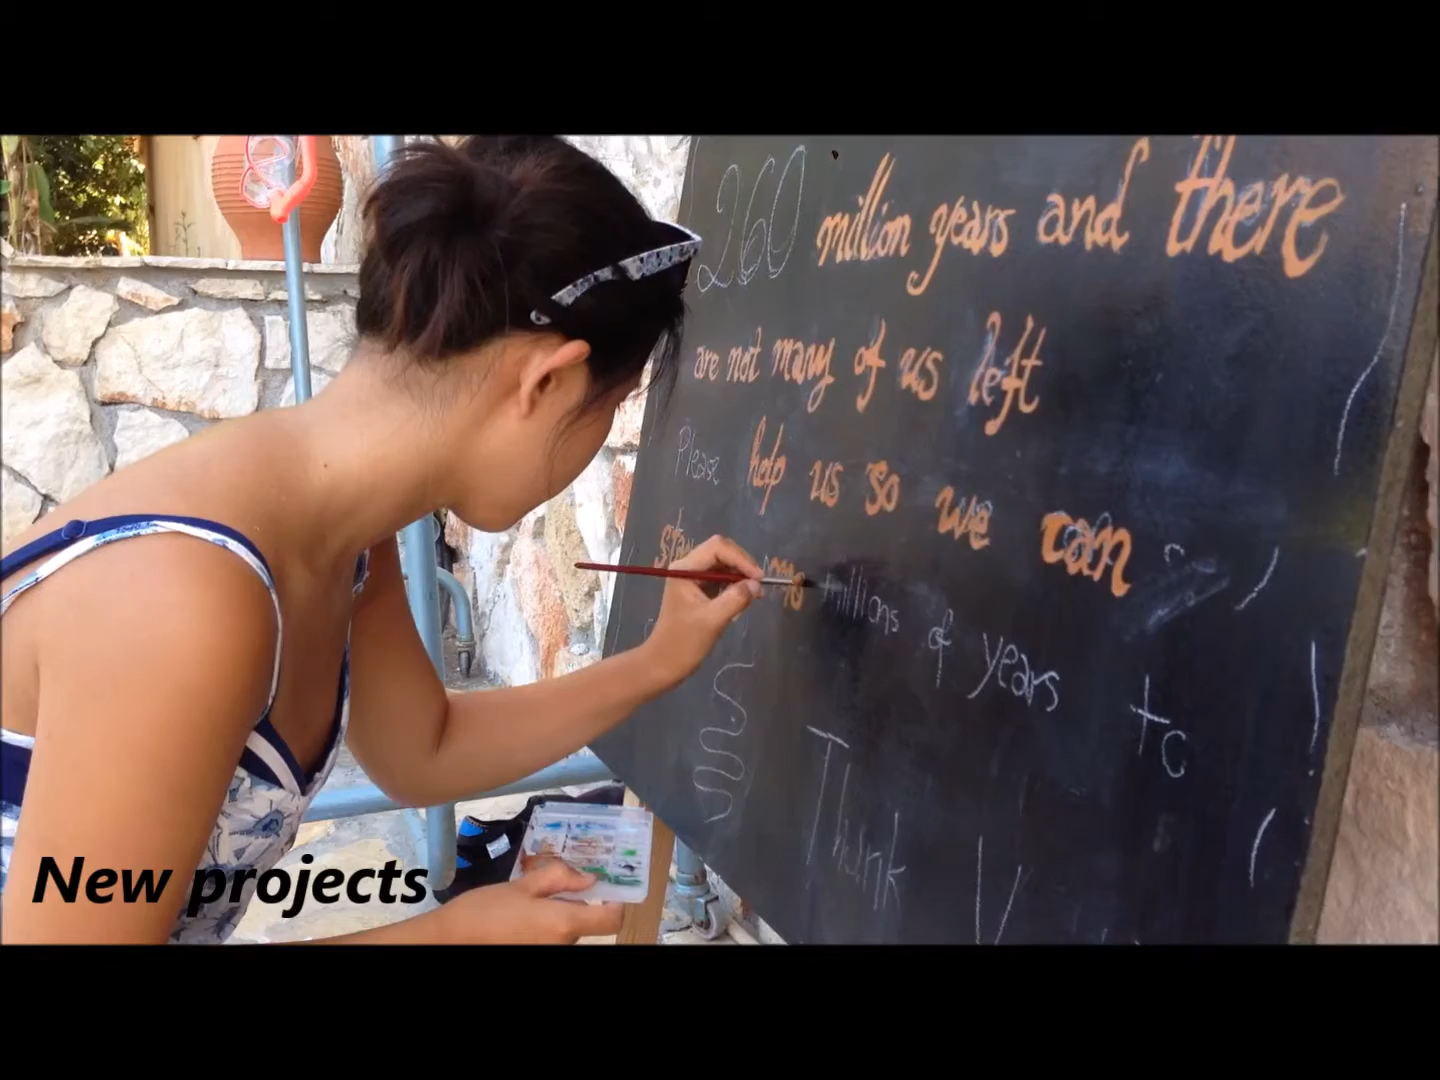 260 million years and there
are not many of us left
Please help us so we can
millions of years to
Thank
New projects